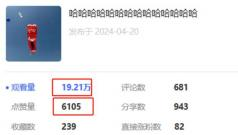 哈哈哈哈哈哈哈哈哈哈哈哈哈哈
发布于 2024-04-20
观看量 19.21万 评论数 681
点赞量 6105 分享数 943
收藏数 239 直接涨粉数 82